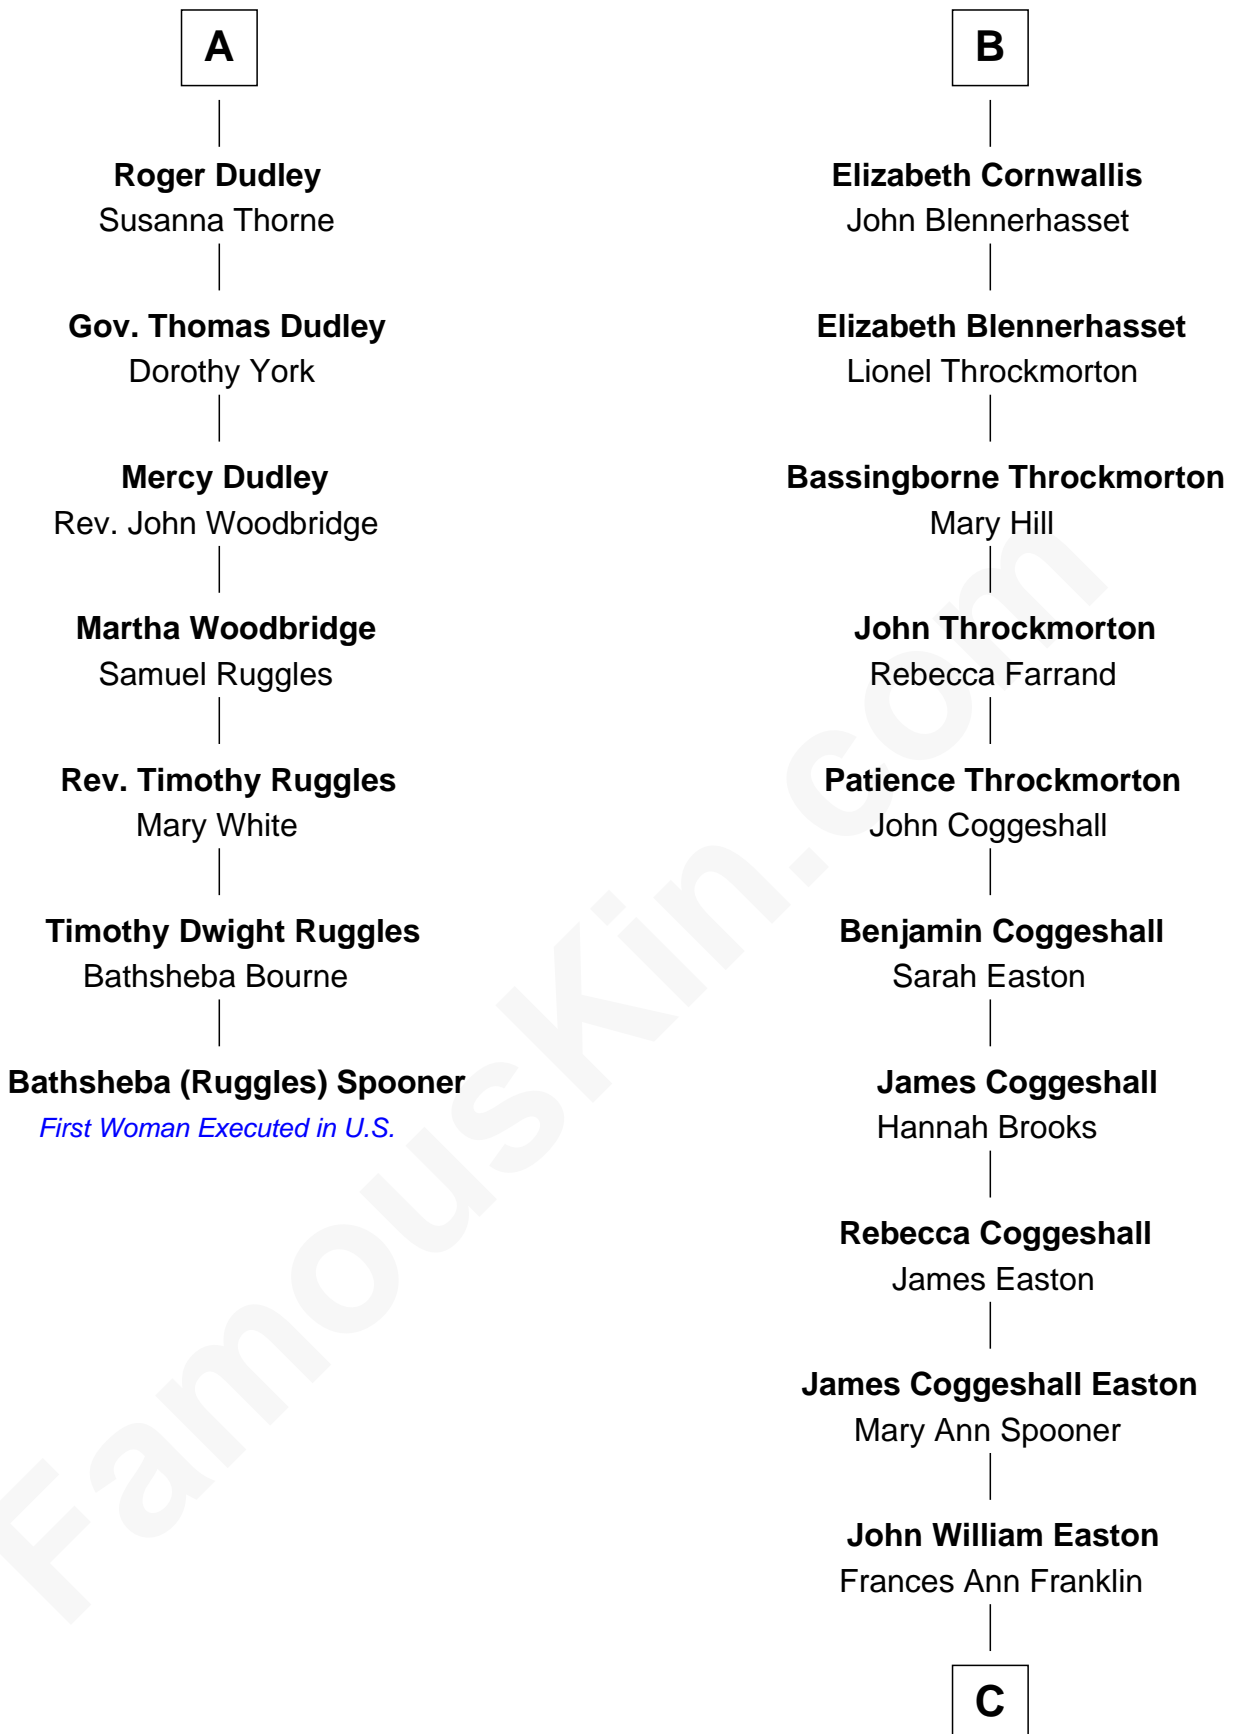 A
Roger Dudley
Susanna Thorne
Gov. Thomas Dudley
Dorothy York
Mercy Dudley
Rev. John Woodbridge
Martha Woodbridge
Samuel Ruggles
Rev. Timothy Ruggles
Mary White
Timothy Dwight Ruggles
Bathsheba Bourne
Bathsheba (Ruggles) Spooner
First Woman Executed in U.S.
B
Elizabeth Cornwallis
John Blennerhasset
Elizabeth Blennerhasset
Lionel Throckmorton
Bassingborne Throckmorton
Mary Hill
John Throckmorton
Rebecca Farrand
Patience Throckmorton
John Coggeshall
Benjamin Coggeshall
Sarah Easton
James Coggeshall
Hannah Brooks
Rebecca Coggeshall
James Easton
James Coggeshall Easton
Mary Ann Spooner
John William Easton
Frances Ann Franklin
C
FamousKin.com